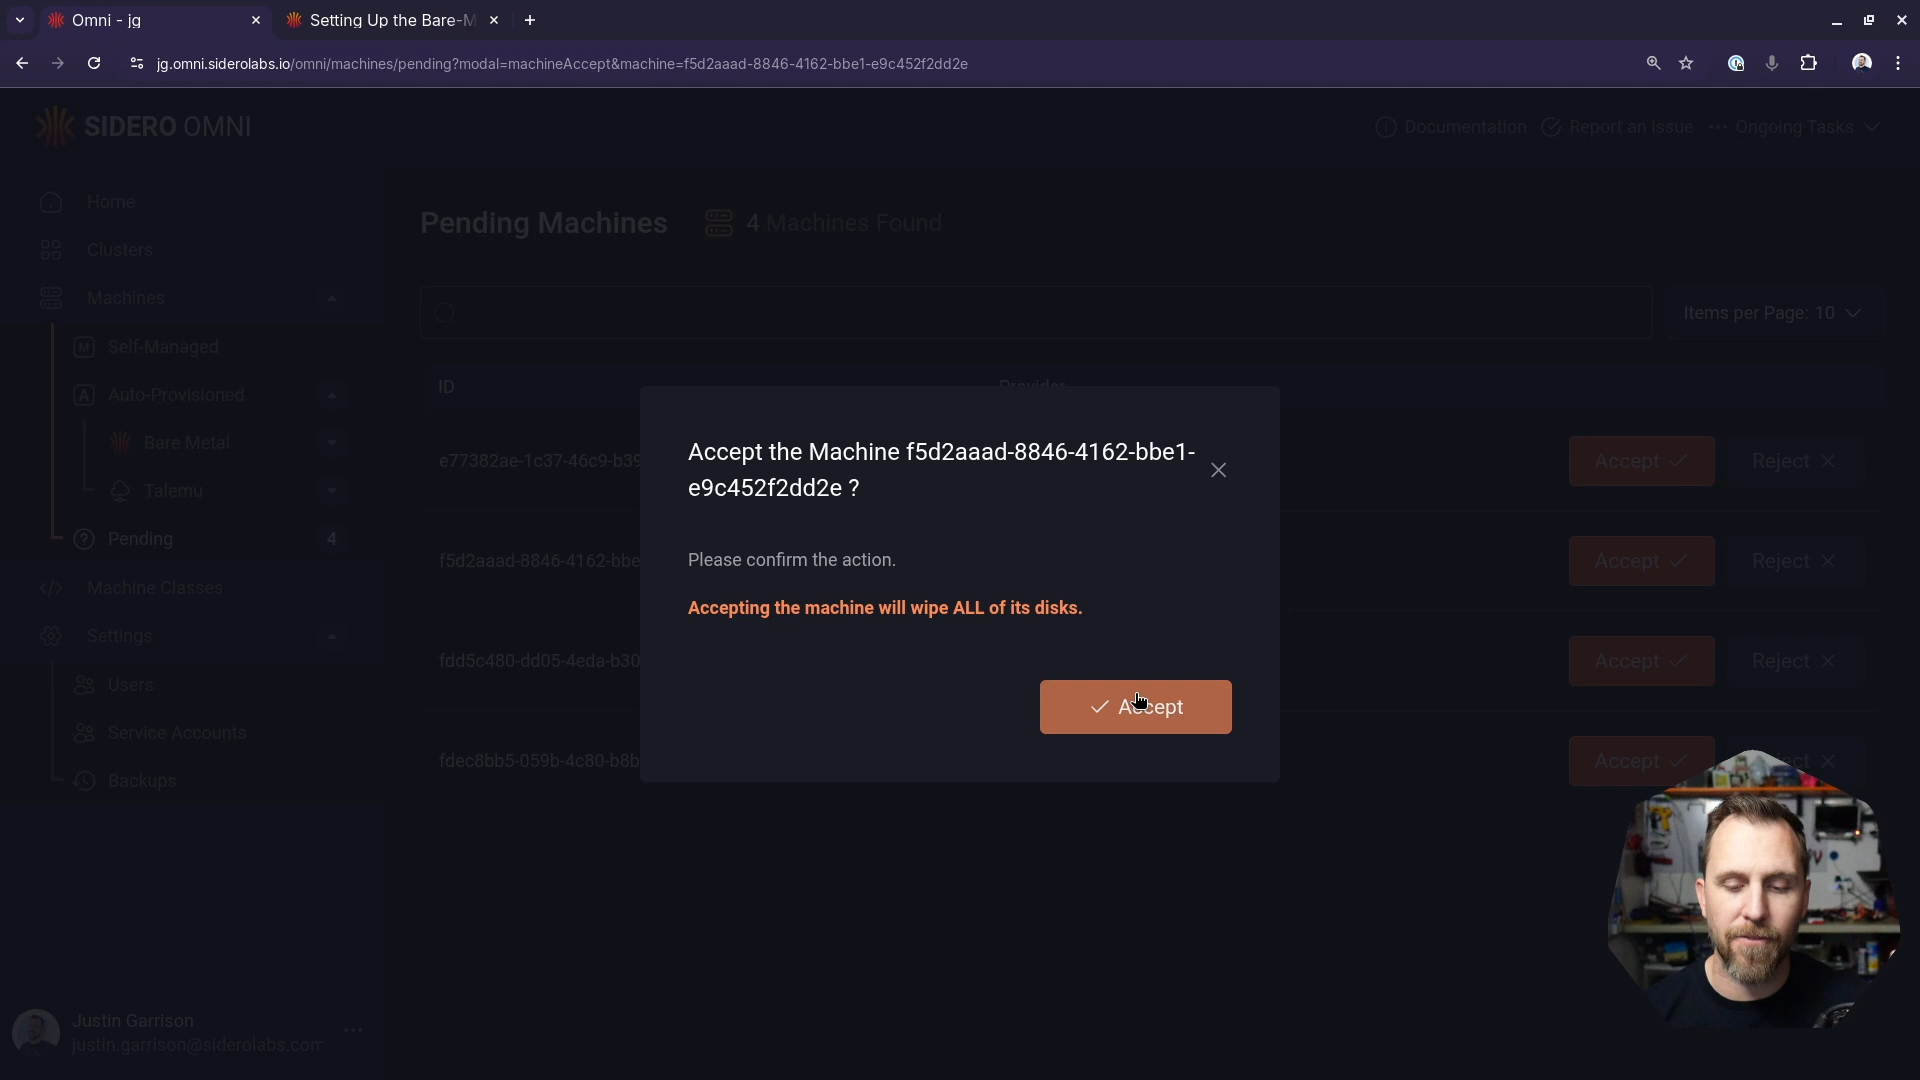 Omni - jg
Setting Up the Bare-M
jg.omni.siderolabs.io/omni/machines/pending?modal=machineAccept&machine=f5d2aaad-8846-4162-bbe1-e9c452f2dd2e
SIDERO OMNI
Documentation
Report an Issue
Ongoing Tasks
Home
Clusters
Machines
M Self-Managed
A Auto-Provisioned
Bare Metal
Talemu
Pending 4
Machine Classes
Settings
Users
Service Accounts
Backups
Justin Garrison
justin.garrison@siderolabs.com
Pending Machines
4 Machines Found
Items per Page: 10
ID
Provider
e77382ae-1c37-46c9-b39
Accept
Reject
f5d2aaad-8846-4162-bbe
Accept
Reject
fdd5c480-dd05-4eda-b30
Accept
Reject
fdec8bb5-059b-4c80-b8b
Accept
ject
Accept the Machine f5d2aaad-8846-4162-bbe1-
e9c452f2dd2e ?
Please confirm the action.
Accepting the machine will wipe ALL of its disks.
Accept